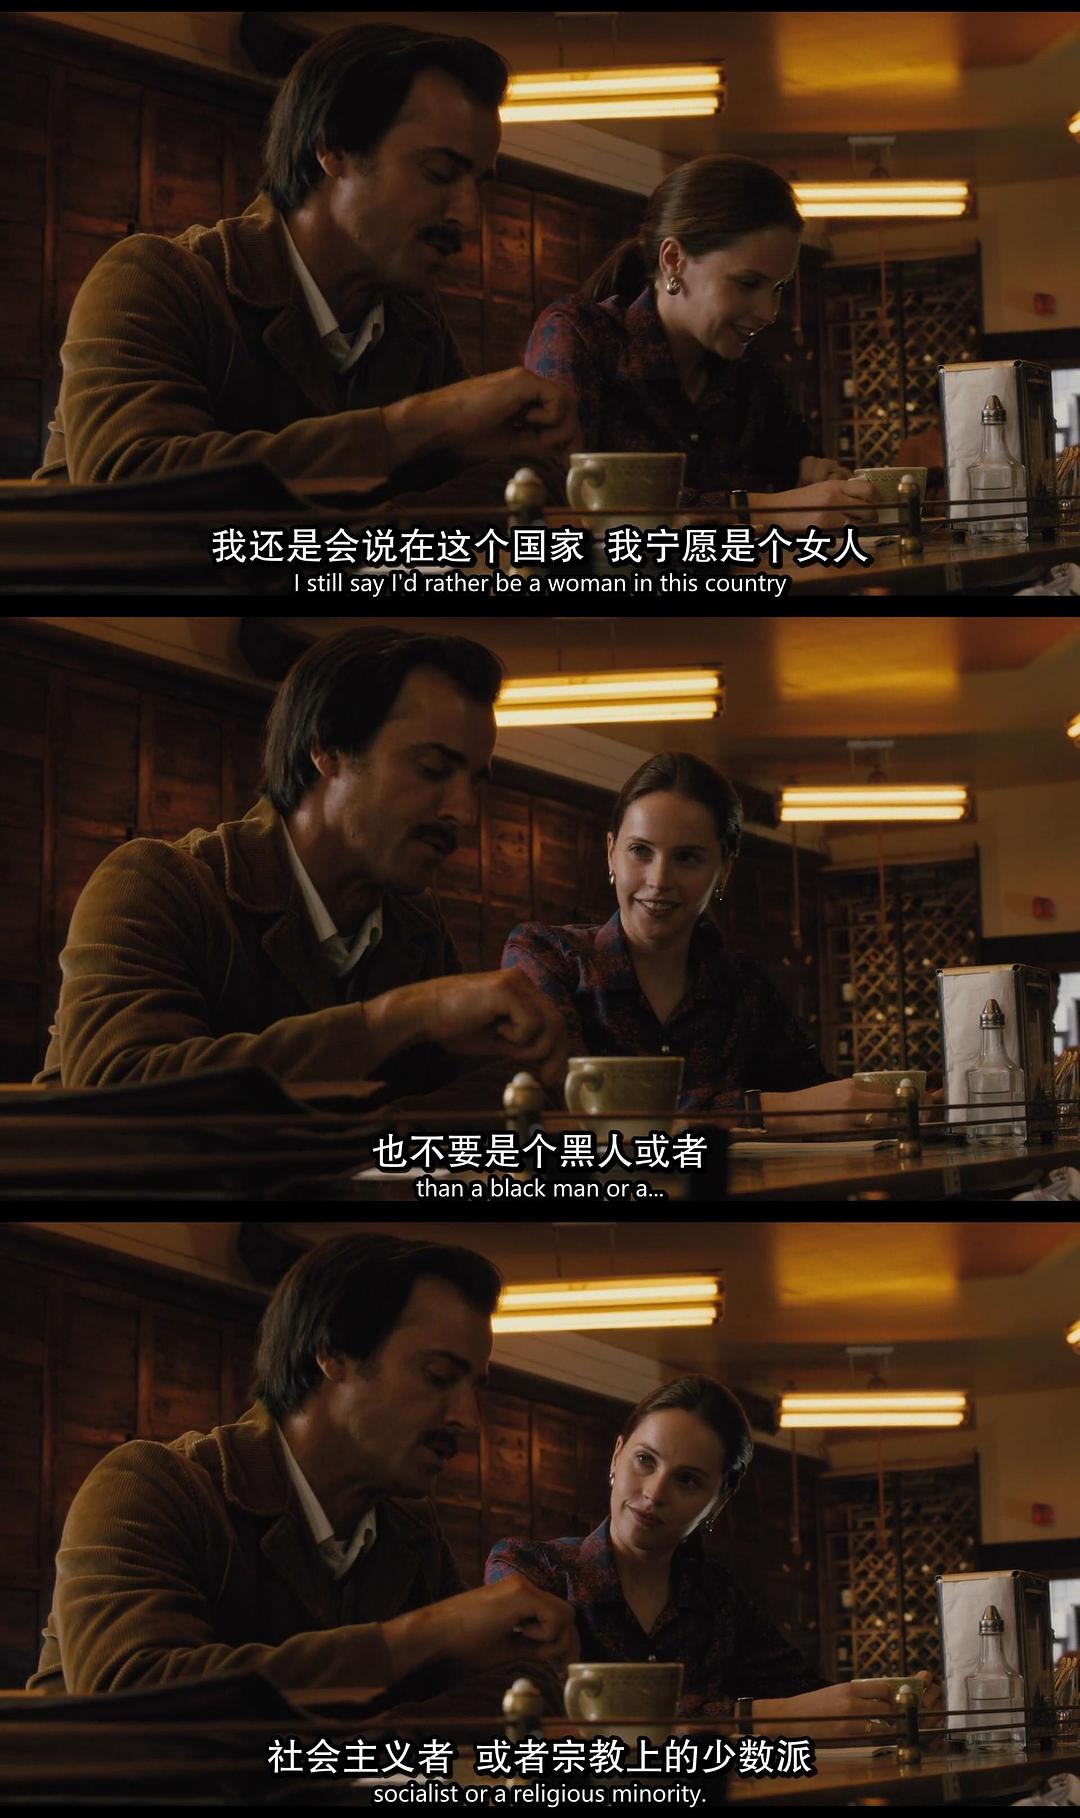 我还是会说在这个国家 我宁愿是个女人
I still say I'd rather be a woman in this country
也不要是个黑人或者
than a black man or a...
社会主义者 或者宗教上的少数派
socialist or a religious minority.